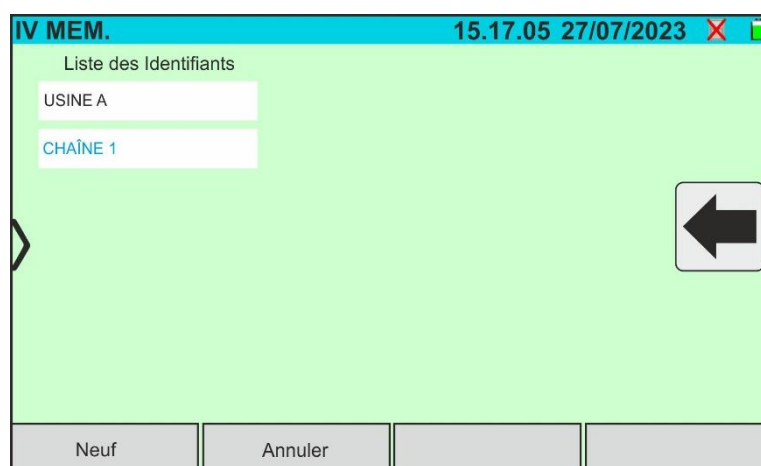 IV MEM. 15.17.05 27/07/2023
Liste des Identifiants
USINE A
CHAÎNE 1
Neuf Annuler